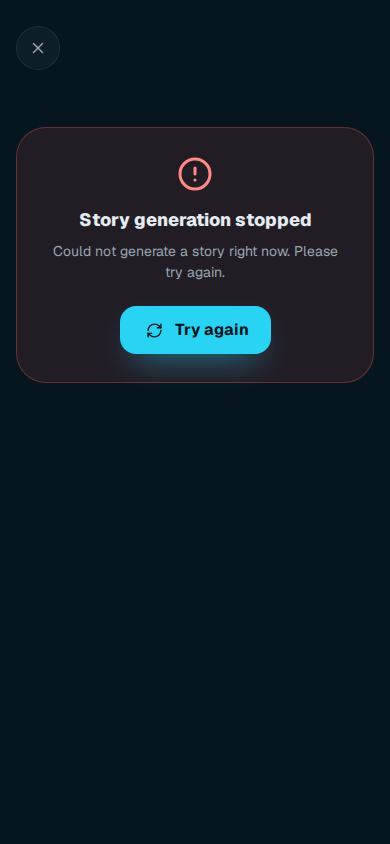 Story generation stopped
Could not generate a story right now. Please
try again.
Try again